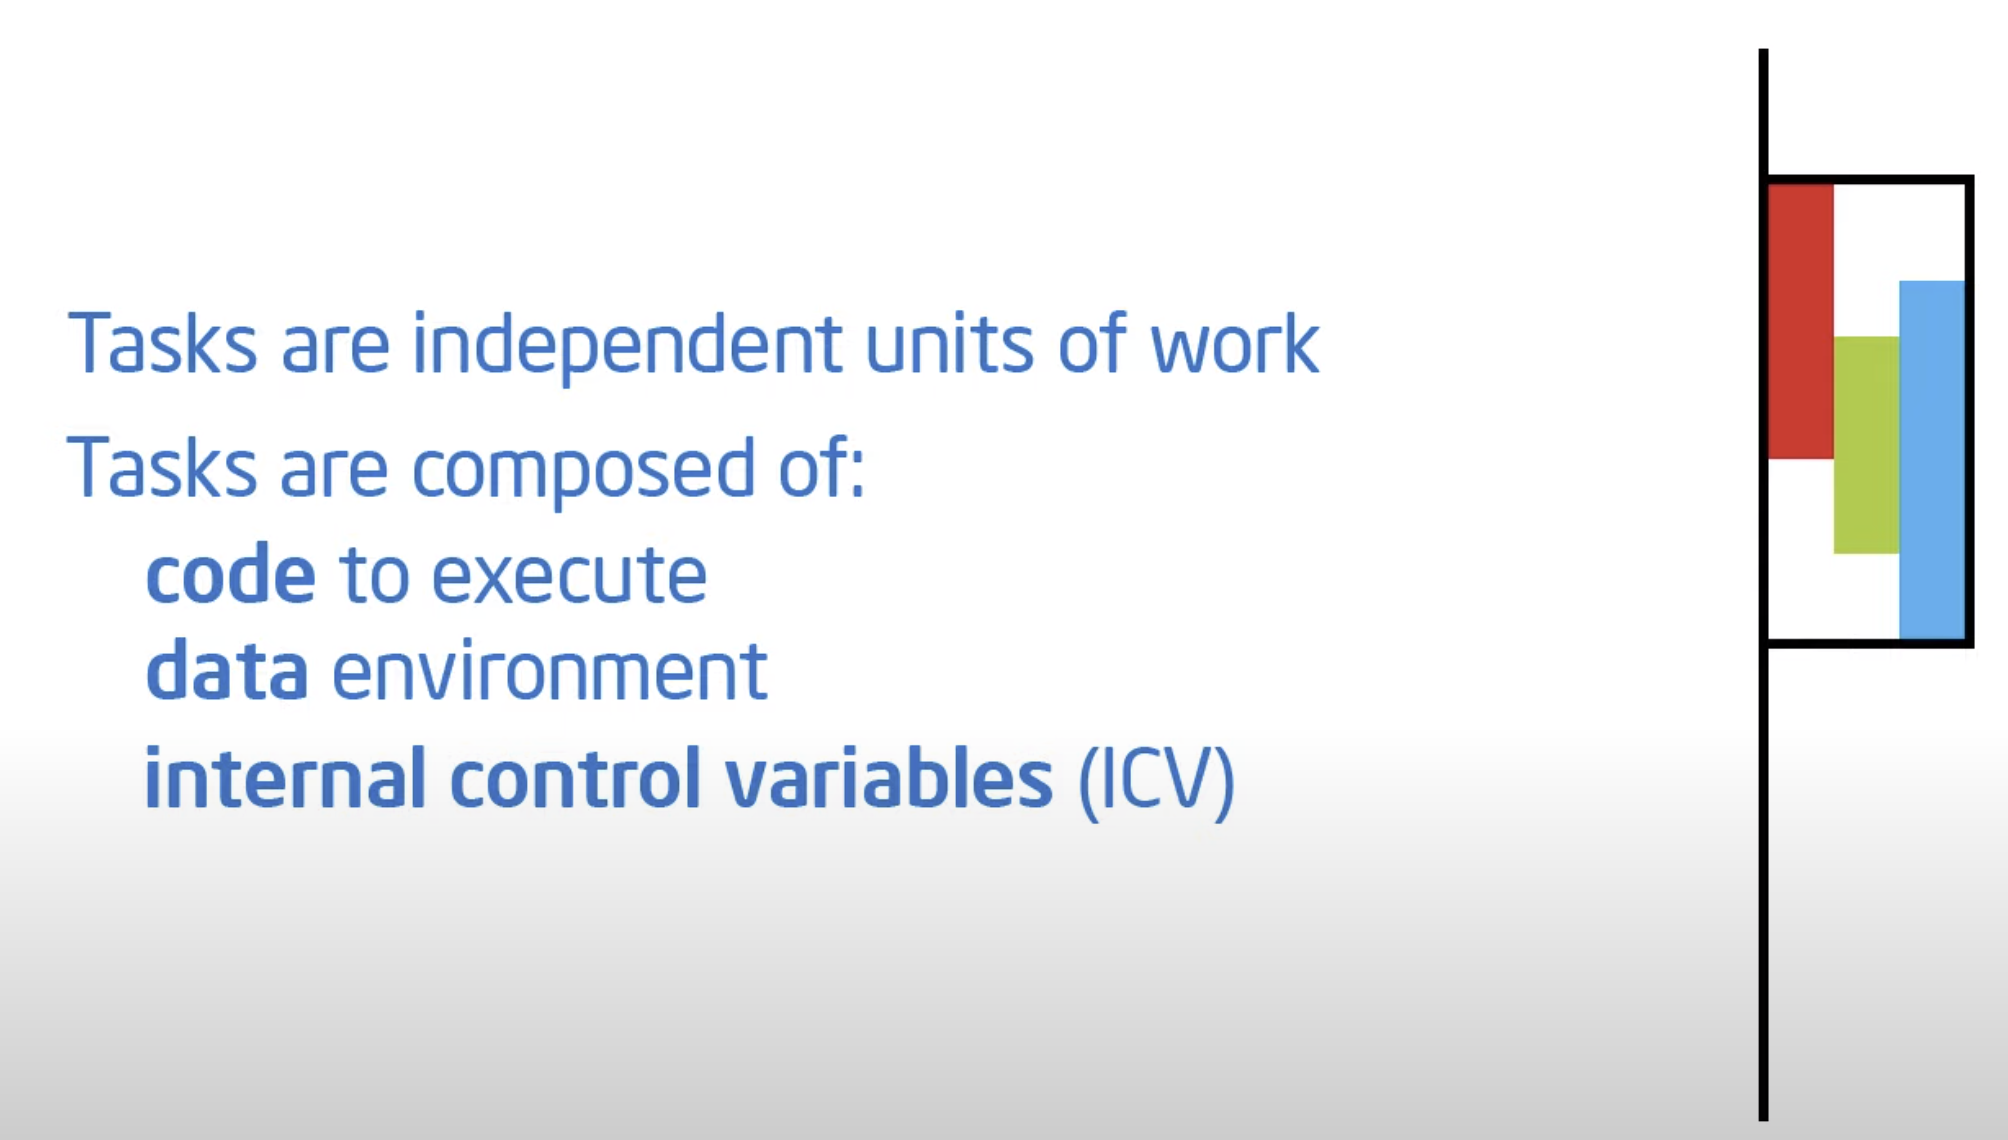 Tasks are independent units of work
Tasks are composed of:
code to execute
data environment
internal control variables (ICV)